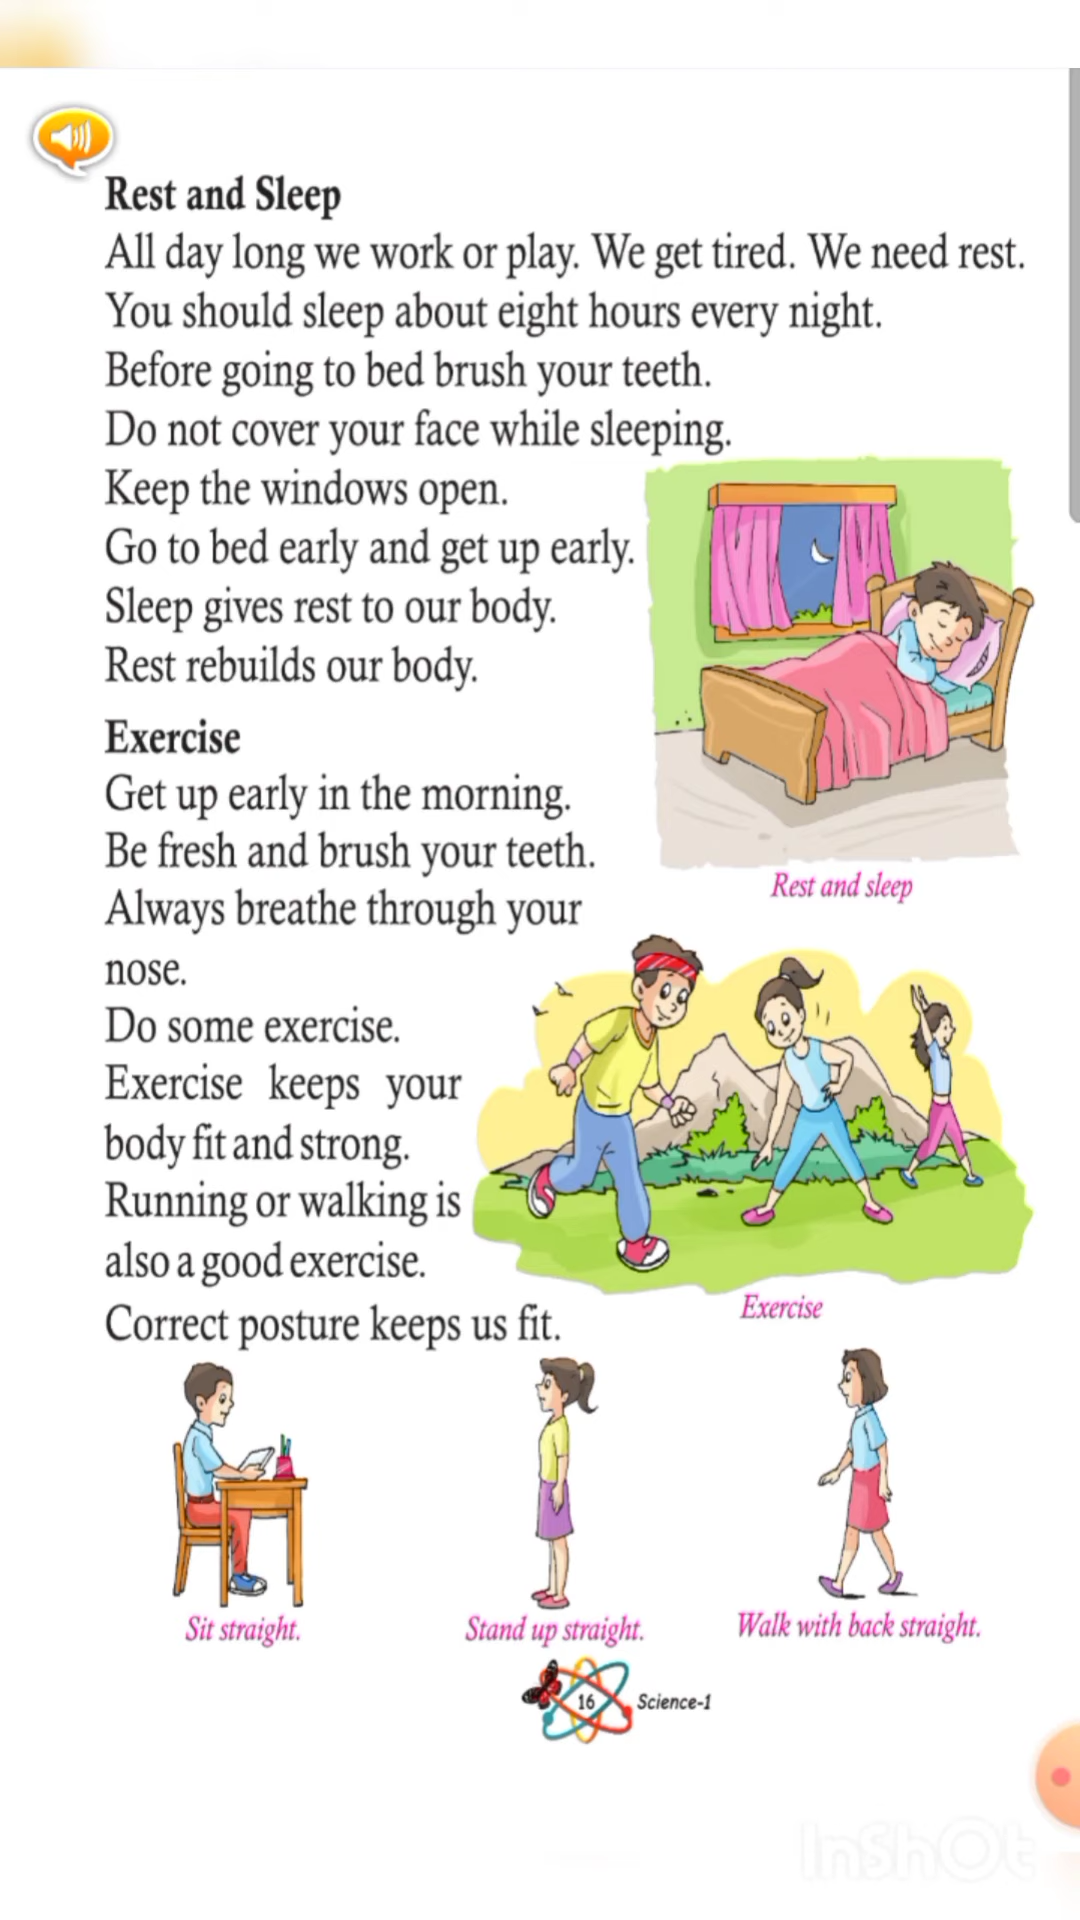 Rest and Sleep
All day long we work or play. We get tired. We need rest.
You should sleep about eight hours every night.
Before going to bed brush your teeth.
Do not cover your face while sleeping.
Keep the windows open.
Go to bed early and get up early.
Sleep gives rest to our body.
Rest rebuilds our body.
Rest and sleep
Exercise
Get up early in the morning.
Be fresh and brush your teeth.
Always breathe through your
nose.
Do some exercise.
Exercise keeps your
body fit and strong.
Running or walking is
also a good exercise.
Exercise
Correct posture keeps us fit.
Sit straight.
Stand up straight.
Walk with back straight.
16
Science-1
InShOt